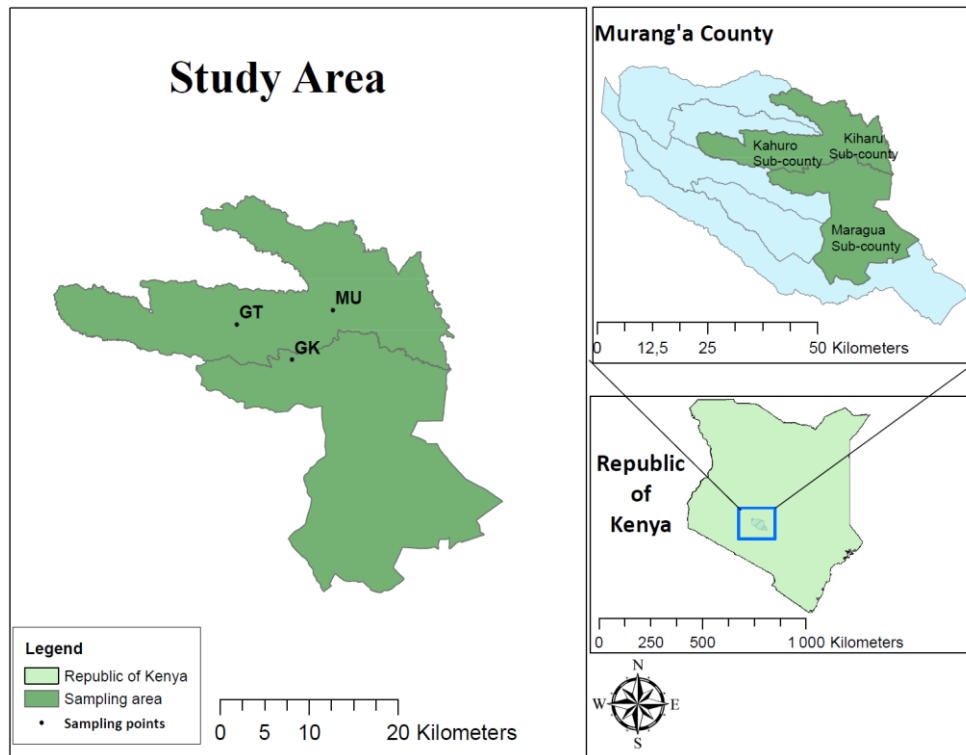 Study Area
GT
MU
GK
Legend
Republic of Kenya
Sampling area
Sampling points
0 5 10 20 Kilometers
Murang'a County
Kahuro
Sub-county
Kiharu
Sub-county
Maragua
Sub-county
0 12,5 25 50 Kilometers
Republic
of
Kenya
0 250 500 1 000 Kilometers
N
W E
S